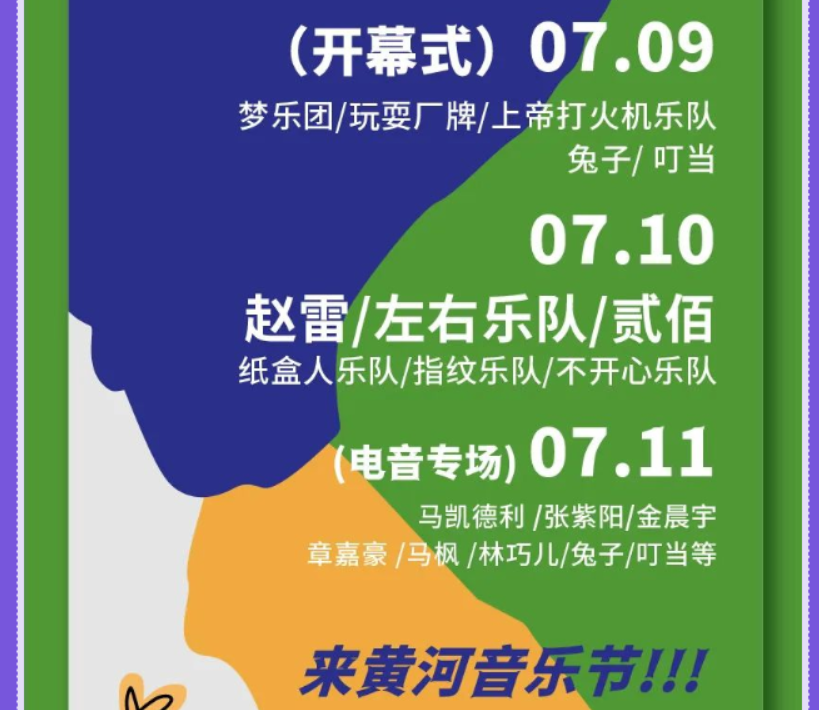 （开幕式）07.09
梦乐团/玩耍厂牌/上帝打火机乐队
兔子/ 叮当
07.10
赵雷/左右乐队/贰佰
纸盒人乐队/指纹乐队/不开心乐队
(电音专场) 07.11
马凯德利 /张紫阳/金晨宇
章嘉豪 /马枫 /林巧儿/兔子/叮当等
来黄河音乐节!!!